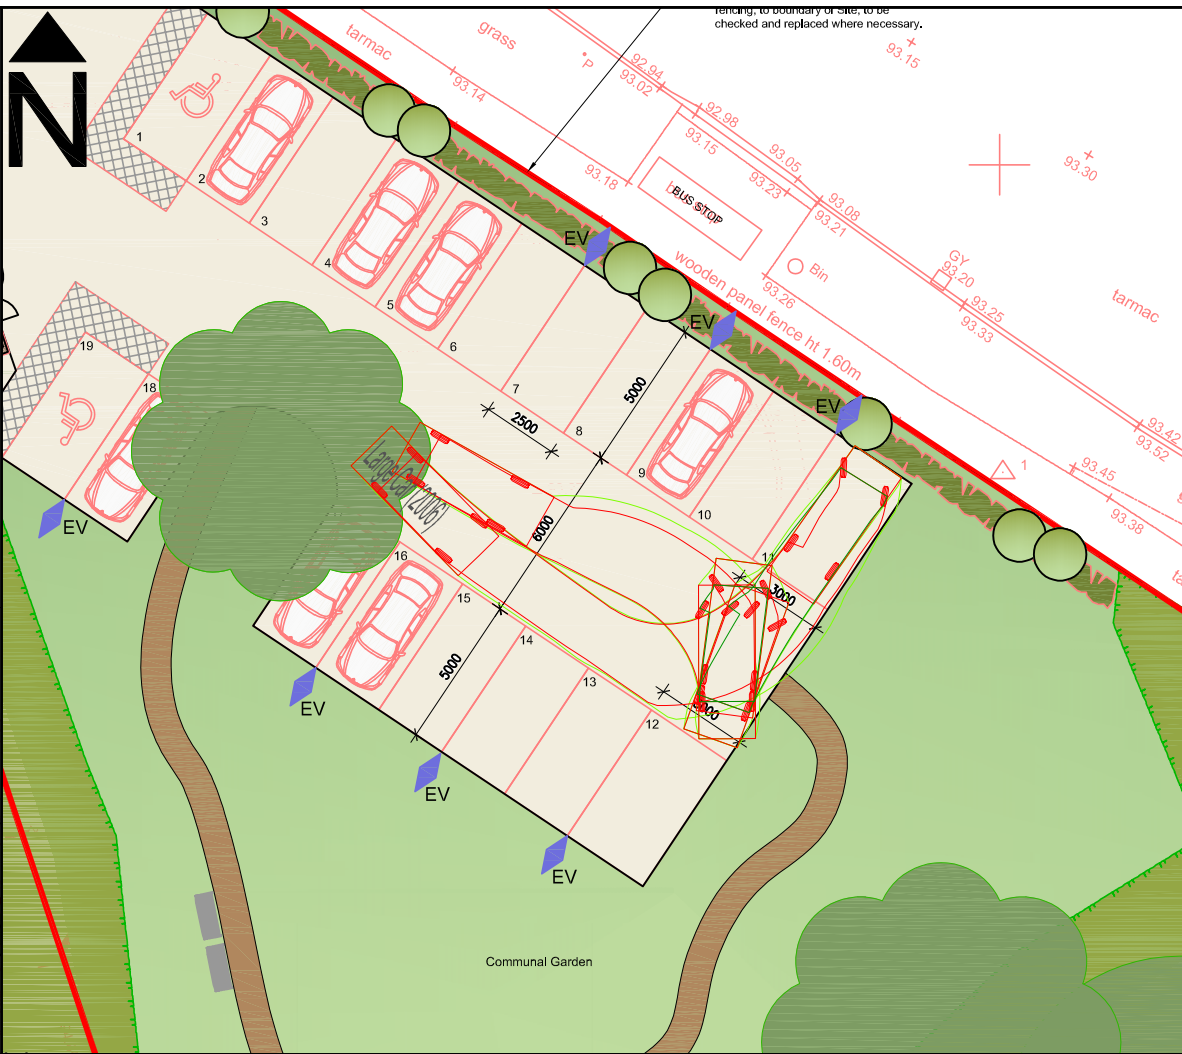 fencing, to boundary of Site, to be
checked and replaced where necessary.
N
tarmac
grass
P
93.15
92.94
93.02
93.14
92.98
93.15
93.05
93.30
93.18
93.23
93.08
93.21
BUS STOP
1
2
3
4
5
6
7
8
9
10
11
EV
EV
EV
wooden panel fence ht 1.60m
Bin
93.26
GY
93.20
93.25
93.33
tarmac
93.42
93.52
93.45
93.38
1
19
18
EV
5000
2500
6000
5000
3000
Large Car (2006)
16
15
14
13
12
EV
EV
EV
Communal Garden